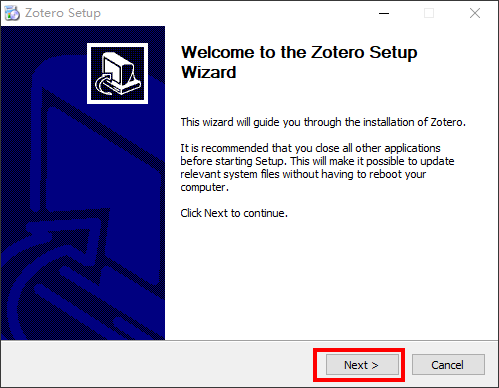 Zotero Setup
Welcome to the Zotero Setup
Wizard
This wizard will guide you through the installation of Zotero.
It is recommended that you close all other applications
before starting Setup. This will make it possible to update
relevant system files without having to reboot your
computer.
Click Next to continue.
Next >
Cancel